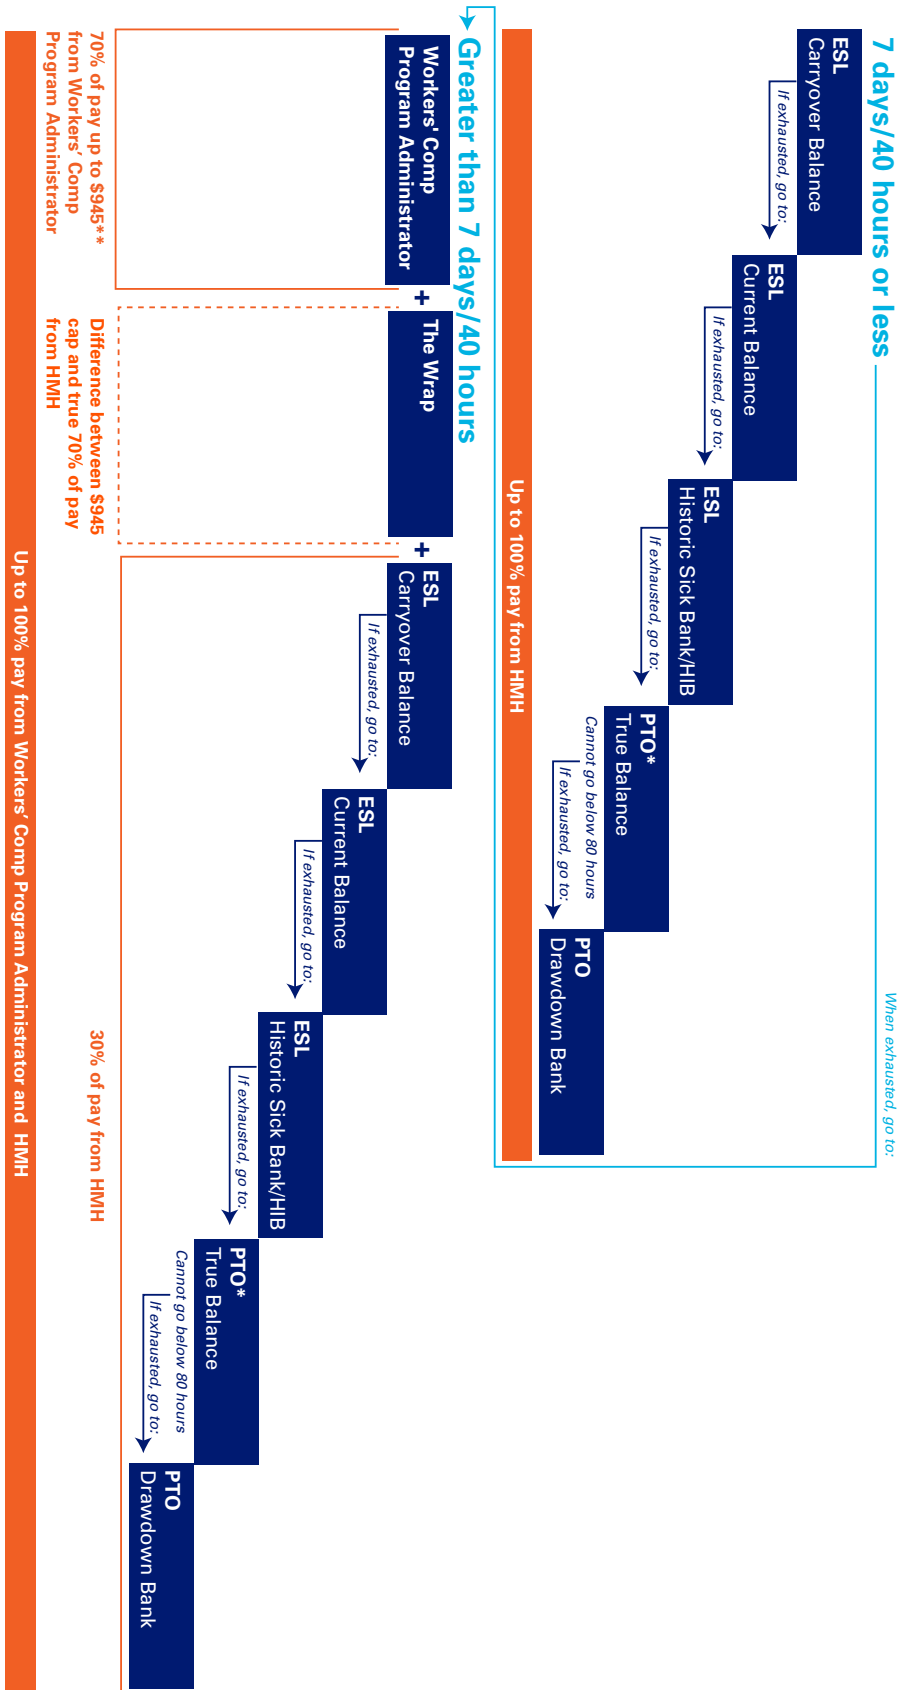 7 days/40 hours or less
ESL
Carryover Balance
If exhausted, go to:
ESL
Current Balance
If exhausted, go to:
ESL
Historic Sick Bank/HIB
If exhausted, go to:
PTO*
True Balance
Cannot go below 80 hours
If exhausted, go to:
PTO
Drawdown Bank
When exhausted, go to:
Up to 100% pay from HMH
Greater than 7 days/40 hours
Workers' Comp
Program Administrator
+
The Wrap
+
ESL
Carryover Balance
If exhausted, go to:
ESL
Current Balance
If exhausted, go to:
ESL
Historic Sick Bank/HIB
If exhausted, go to:
PTO*
True Balance
Cannot go below 80 hours
If exhausted, go to:
PTO
Drawdown Bank
70% of pay up to $945**
from Workers’ Comp
Program Administrator
Difference between $945
cap and true 70% of pay
from HMH
30% of pay from HMH
Up to 100% pay from Workers’ Comp Program Administrator and HMH